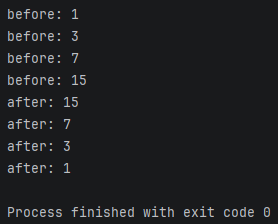 before: 1
before: 3
before: 7
before: 15
after: 15
after: 7
after: 3
after: 1
Process finished with exit code 0